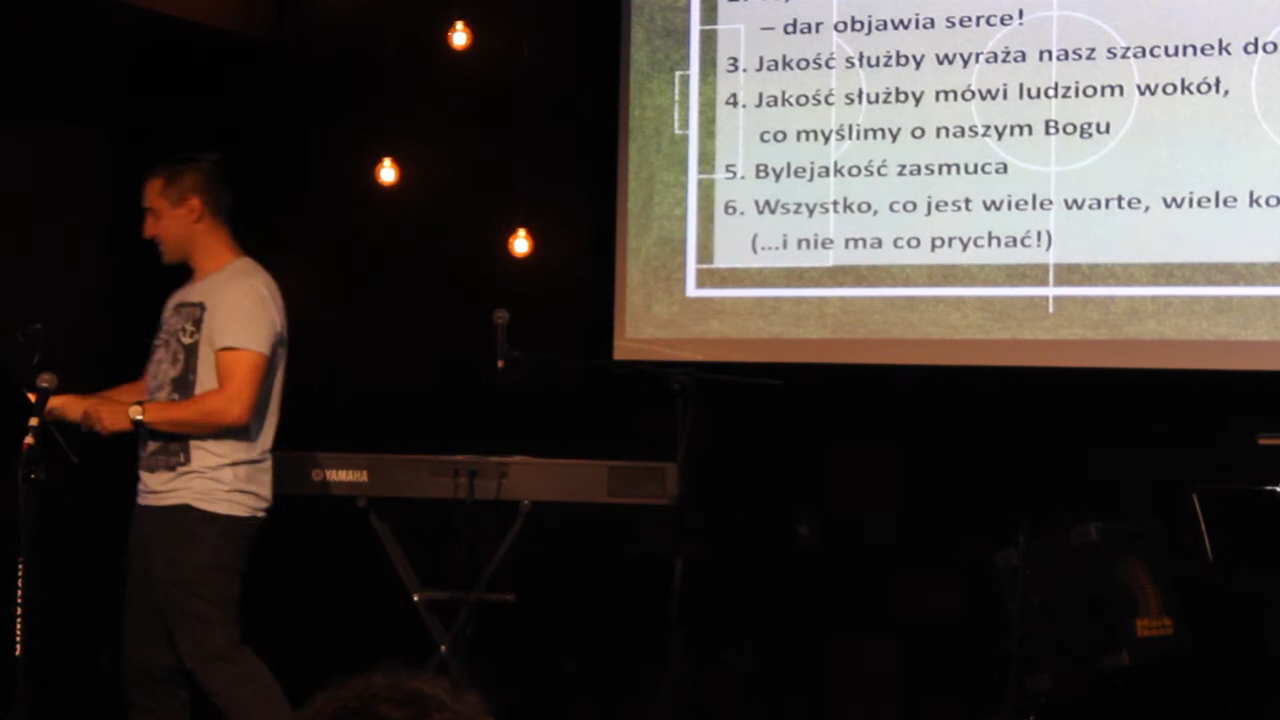 – dar objawia serce!
3. Jakość służby wyraża nasz szacunek do
4. Jakość służby mówi ludziom wokół,
co myślimy o naszym Bogu
5. Bylejakość zasmuca
6. Wszystko, co jest wiele warte, wiele ko
(...i nie ma co prychać!)
YAMAHA
Mark